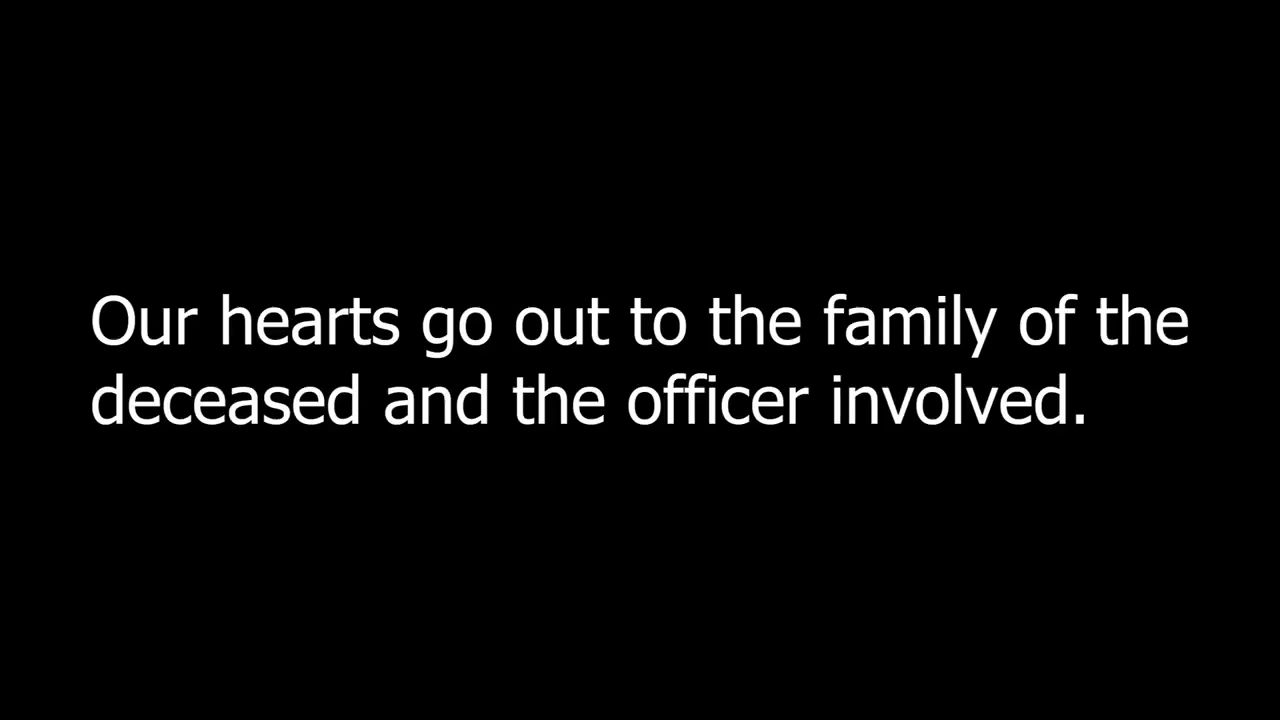 Our hearts go out to the family of the
deceased and the officer involved.